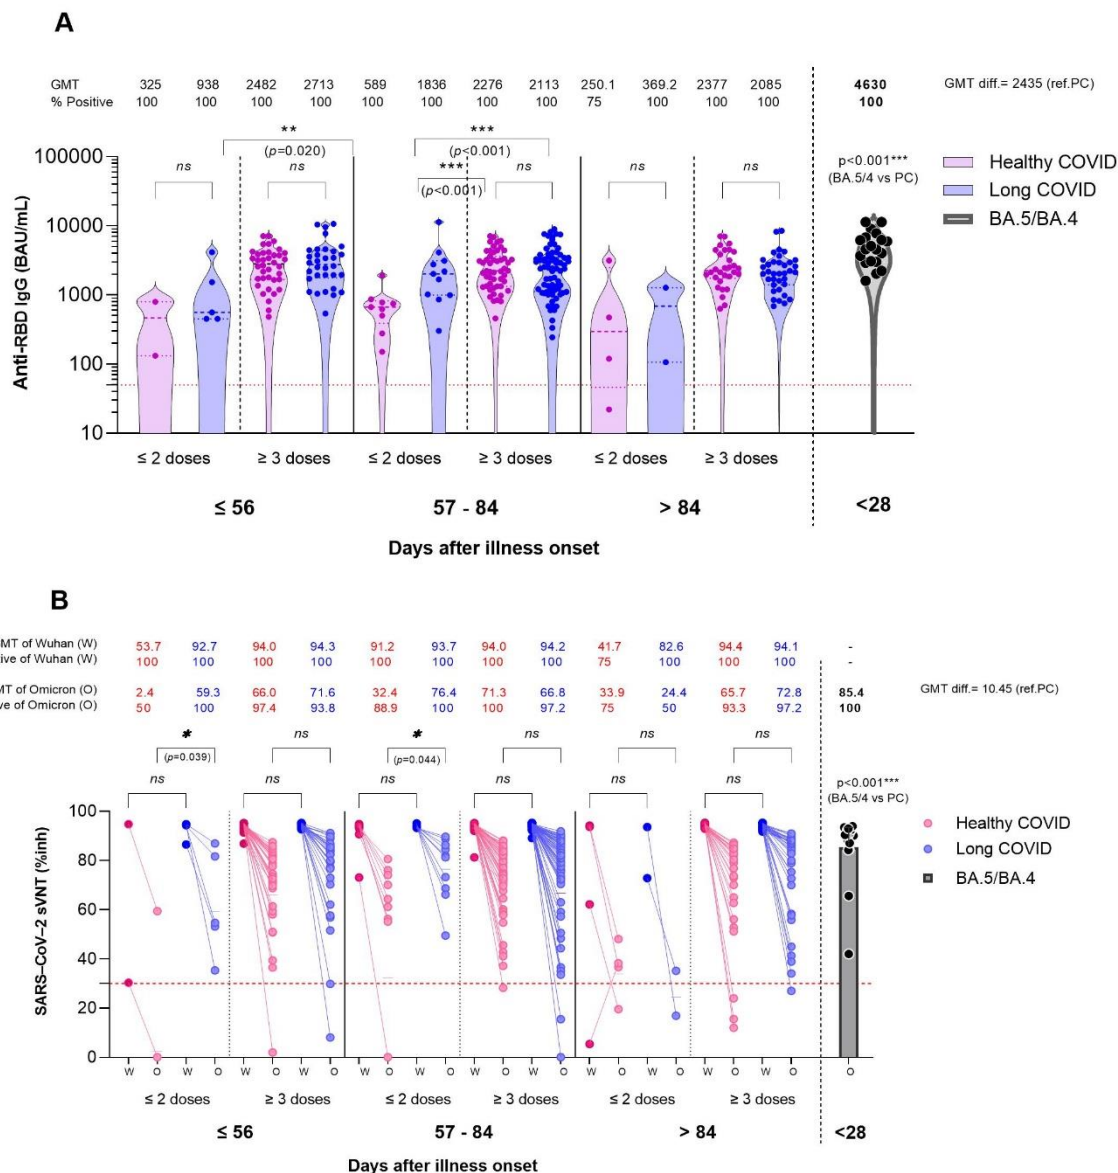 A
GMT 325 938 2482 2713 589 1836 2276 2113 250.1 369.2 2377 2085 4630 GMT diff.= 2435 (ref.PC)
% Positive 100 100 100 100 100 100 100 100 75 100 100 100 100
** ***
(p=0.020) (p<0.001)
*** 
ns ns (p<0.001) ns ns ns
p<0.001***
(BA.5/4 vs PC)
Healthy COVID
Long COVID
BA.5/BA.4
Anti-RBD IgG (BAU/mL)
100000
10000
1000
100
10
≤ 2 doses ≥ 3 doses ≤ 2 doses ≥ 3 doses ≤ 2 doses ≥ 3 doses
≤ 56 57 - 84 > 84 <28
Days after illness onset
B
MT of Wuhan (W) 53.7 92.7 94.0 94.3 91.2 93.7 94.0 94.2 41.7 82.6 94.4 94.1 -
tive of Wuhan (W) 100 100 100 100 100 100 100 100 75 100 100 100 -
MT of Omicron (O) 2.4 59.3 66.0 71.6 32.4 76.4 71.3 66.8 33.9 24.4 65.7 72.8 85.4 GMT diff.= 10.45 (ref.PC)
ve of Omicron (O) 50 100 97.4 93.8 88.9 100 100 97.2 75 50 93.3 97.2 100
* ns * ns ns ns
(p=0.039) (p=0.044)
ns ns ns ns ns ns
p<0.001***
(BA.5/4 vs PC)
Healthy COVID
Long COVID
BA.5/BA.4
SARS–CoV–2 sVNT (%inh)
100
80
60
40
20
0
W O W O W O W O W O W O W O W O W O W O W O W O O
≤ 2 doses ≥ 3 doses ≤ 2 doses ≥ 3 doses ≤ 2 doses ≥ 3 doses
≤ 56 57 - 84 > 84 <28
Days after illness onset